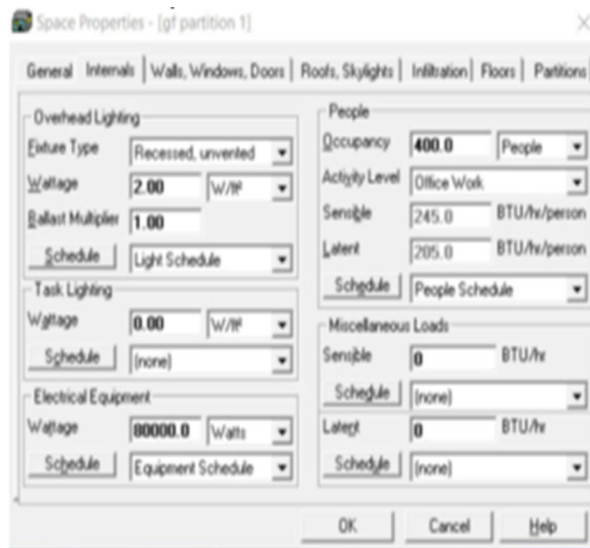 Space Properties - [gf partition 1]
General Internals Walls, Windows, Doors Roofs, Skylights Infiltration Floors Partitions
Overhead Lighting
Fixture Type Recessed, unvented
Wattage 2.00 W/ft²
Ballast Multiplier 1.00
Schedule Light Schedule
Task Lighting
Wattage 0.00 W/ft²
Schedule (none)
Electrical Equipment
Wattage 80000.0 Watts
Schedule Equipment Schedule
People
Occupancy 400.0 People
Activity Level Office Work
Sensible 245.0 BTU/hr/person
Latent 205.0 BTU/hr/person
Schedule People Schedule
Miscellaneous Loads
Sensible 0 BTU/hr
Schedule (none)
Latent 0 BTU/hr
Schedule (none)
OK Cancel Help